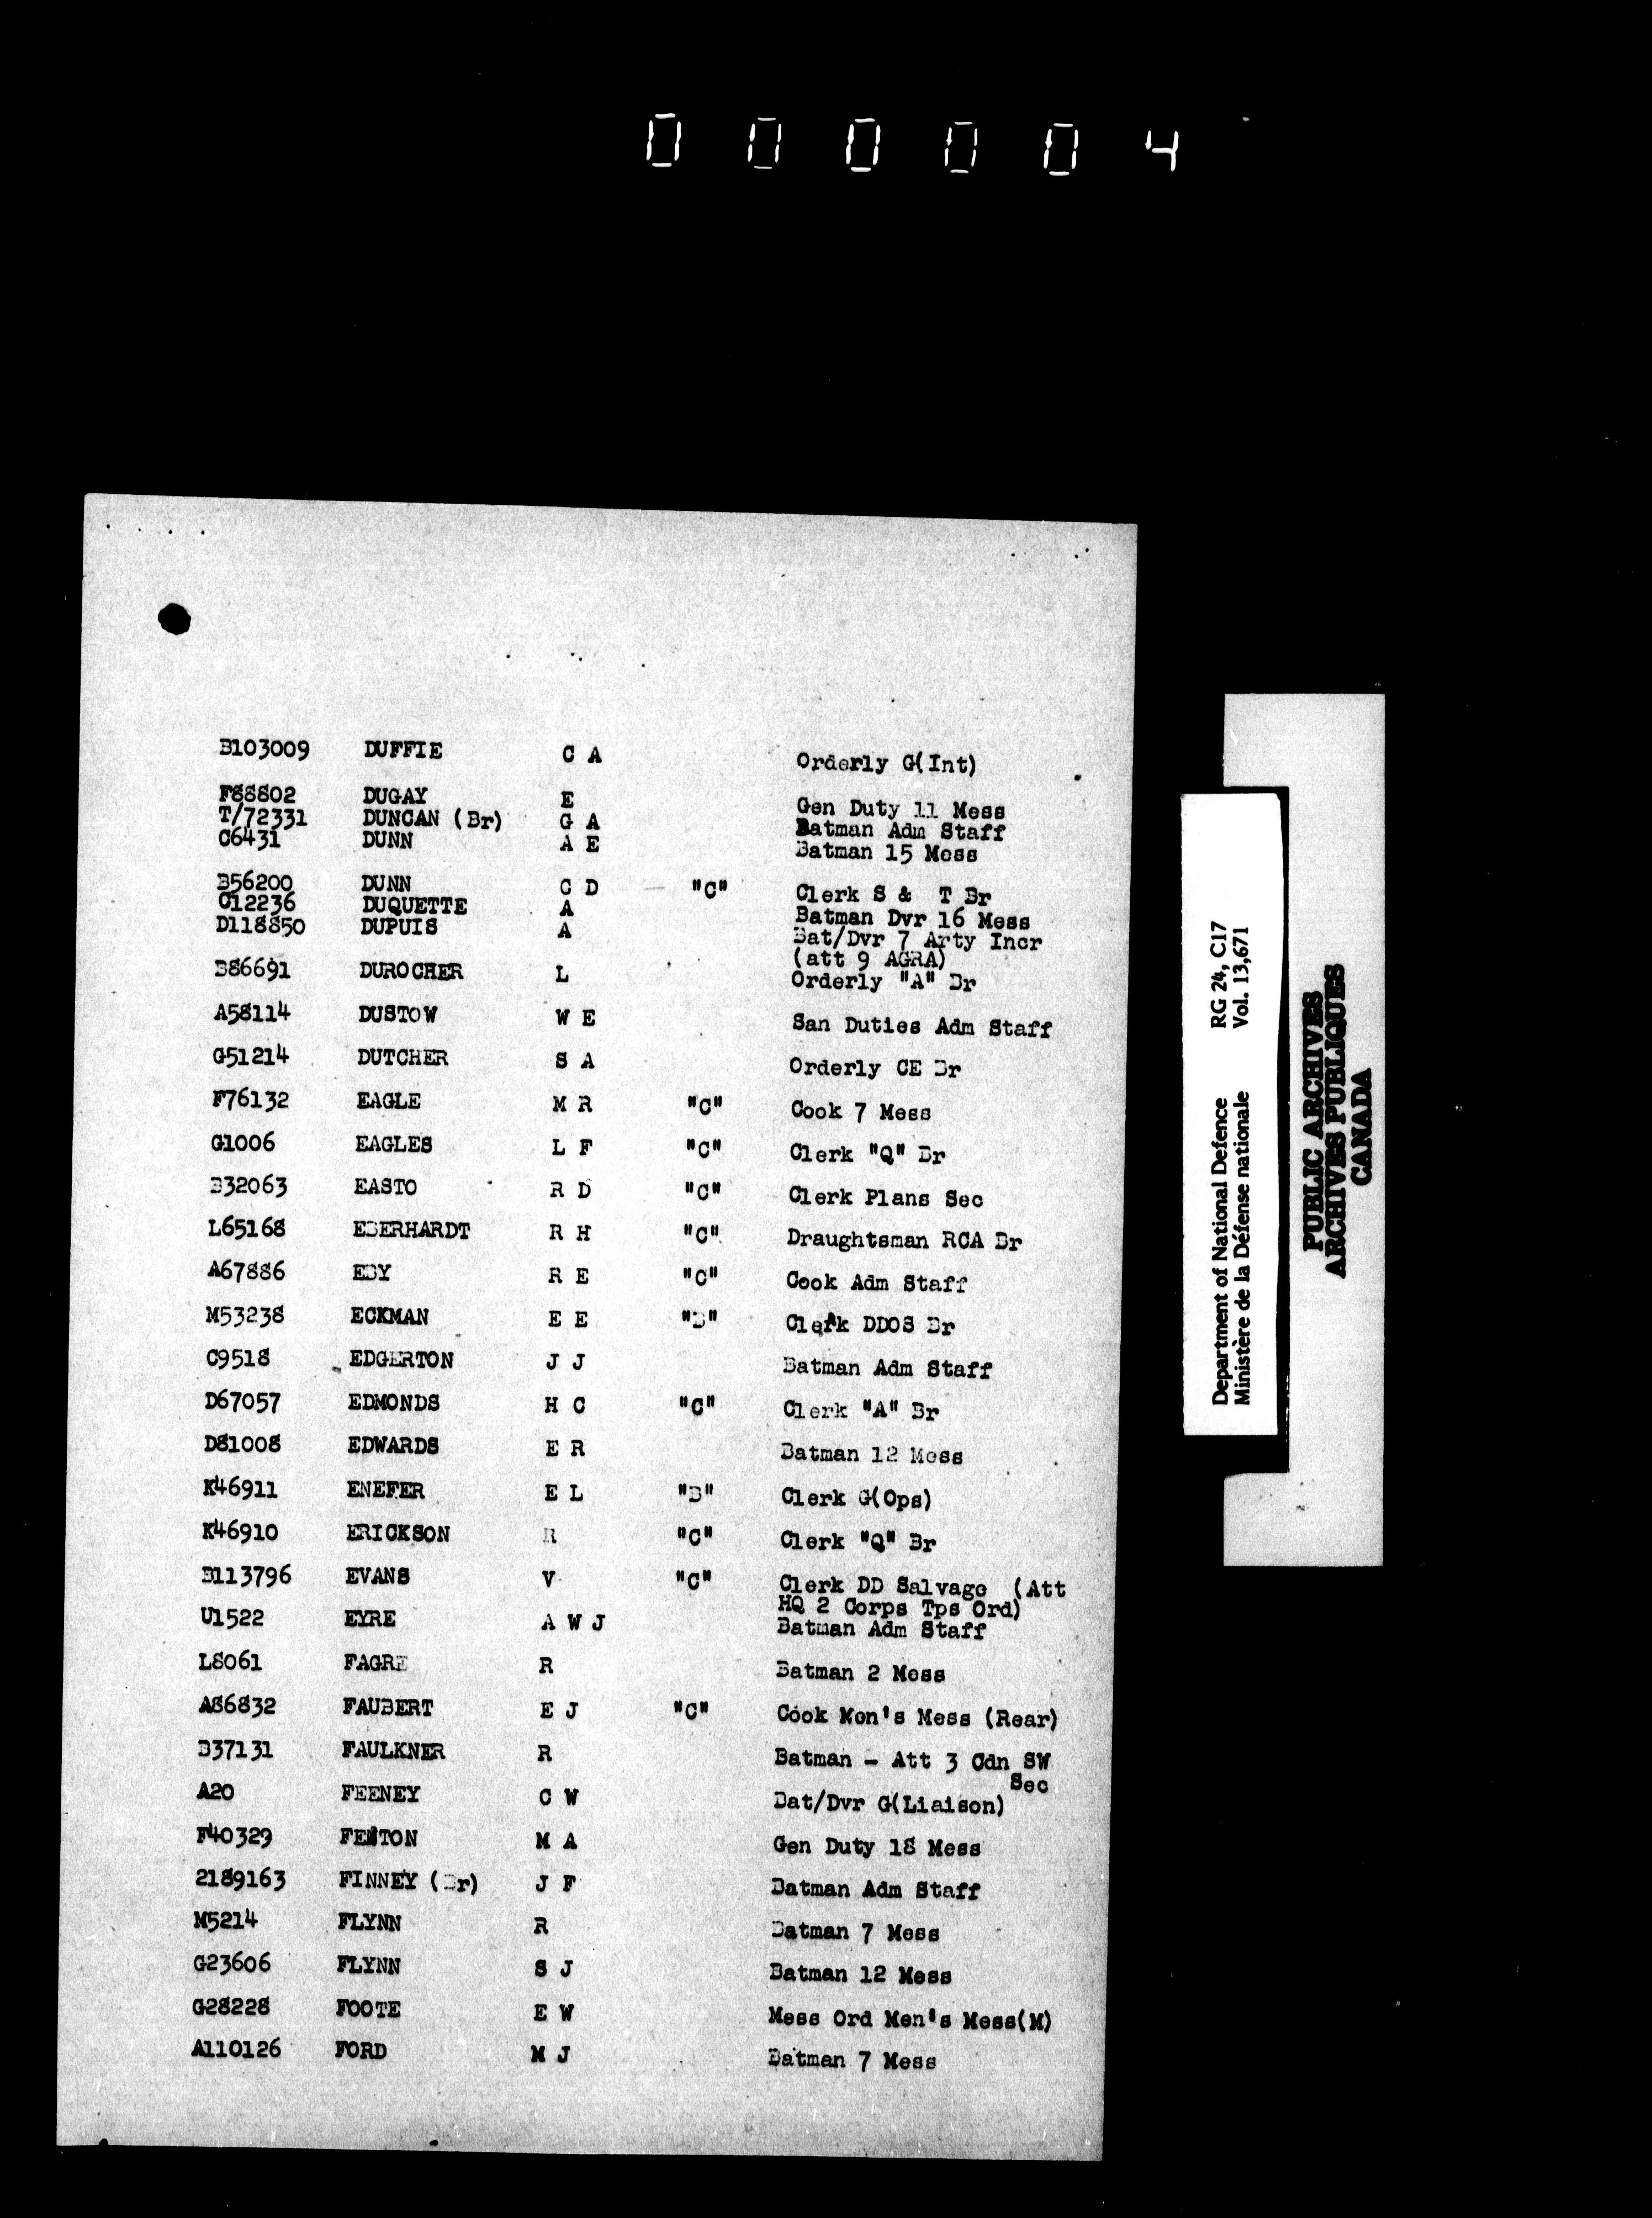 000004
B103009 DUFFIE C A Orderly G(Int)
F88802 DUGAY E Gen Duty 11 Mess
T/72331 DUNCAN (Br) G A Batman Adm Staff
C6431 DUNN A E Batman 15 Mess
B56200 DUNN C D "C" Clerk S & T Br
C12236 DUQUETTE A Batman Dvr 16 Mess
D118850 DUPUIS A Bat/Dvr 7 Arty Incr
(att 9 AGRA)
B86691 DUROCHER L Orderly "A" Br
A58114 DUSTOW W E San Duties Adm Staff
G51214 DUTCHER S A Orderly CE Br
F76132 EAGLE M R "C" Cook 7 Mess
G1006 EAGLES L F "C" Clerk "Q" Br
B32063 EASTO R D "C" Clerk Plans Sec
L65168 EBERHARDT R H "C" Draughtsman RCA Br
A67886 EBY R E "C" Cook Adm Staff
M53238 ECKMAN E E "B" Clerk DDOS Br
C9518 EDGERTON J J Batman Adm Staff
D67057 EDMONDS H C "C" Clerk "A" Br
D81008 EDWARDS E R Batman 12 Mess
K46911 ENEFER E L "B" Clerk G(Ops)
K46910 ERICKSON R "C" Clerk "Q" Br
B113796 EVANS V "C" Clerk DD Salvage (Att
HQ 2 Corps Tps Ord)
U1522 EYRE A W J Batman Adm Staff
L8061 FAGRE R Batman 2 Mess
A86832 FAUBERT E J "C" Cook Men's Mess (Rear)
B37131 FAULKNER R Batman - Att 3 Cdn SW
Sec
A20 FEENEY C W Bat/Dvr G(Liaison)
F40329 FENTON M A Gen Duty 18 Mess
2189163 FINNEY (Br) J F Batman Adm Staff
M5214 FLYNN R Batman 7 Mess
G23606 FLYNN S J Batman 12 Mess
G28228 FOOTE E W Mess Ord Men's Mess(M)
A110126 FORD M J Batman 7 Mess
Department of National Defence RG 24, C17
Ministère de la Défense nationale Vol. 13,671
PUBLIC ARCHIVES
ARCHIVES PUBLIQUES
CANADA